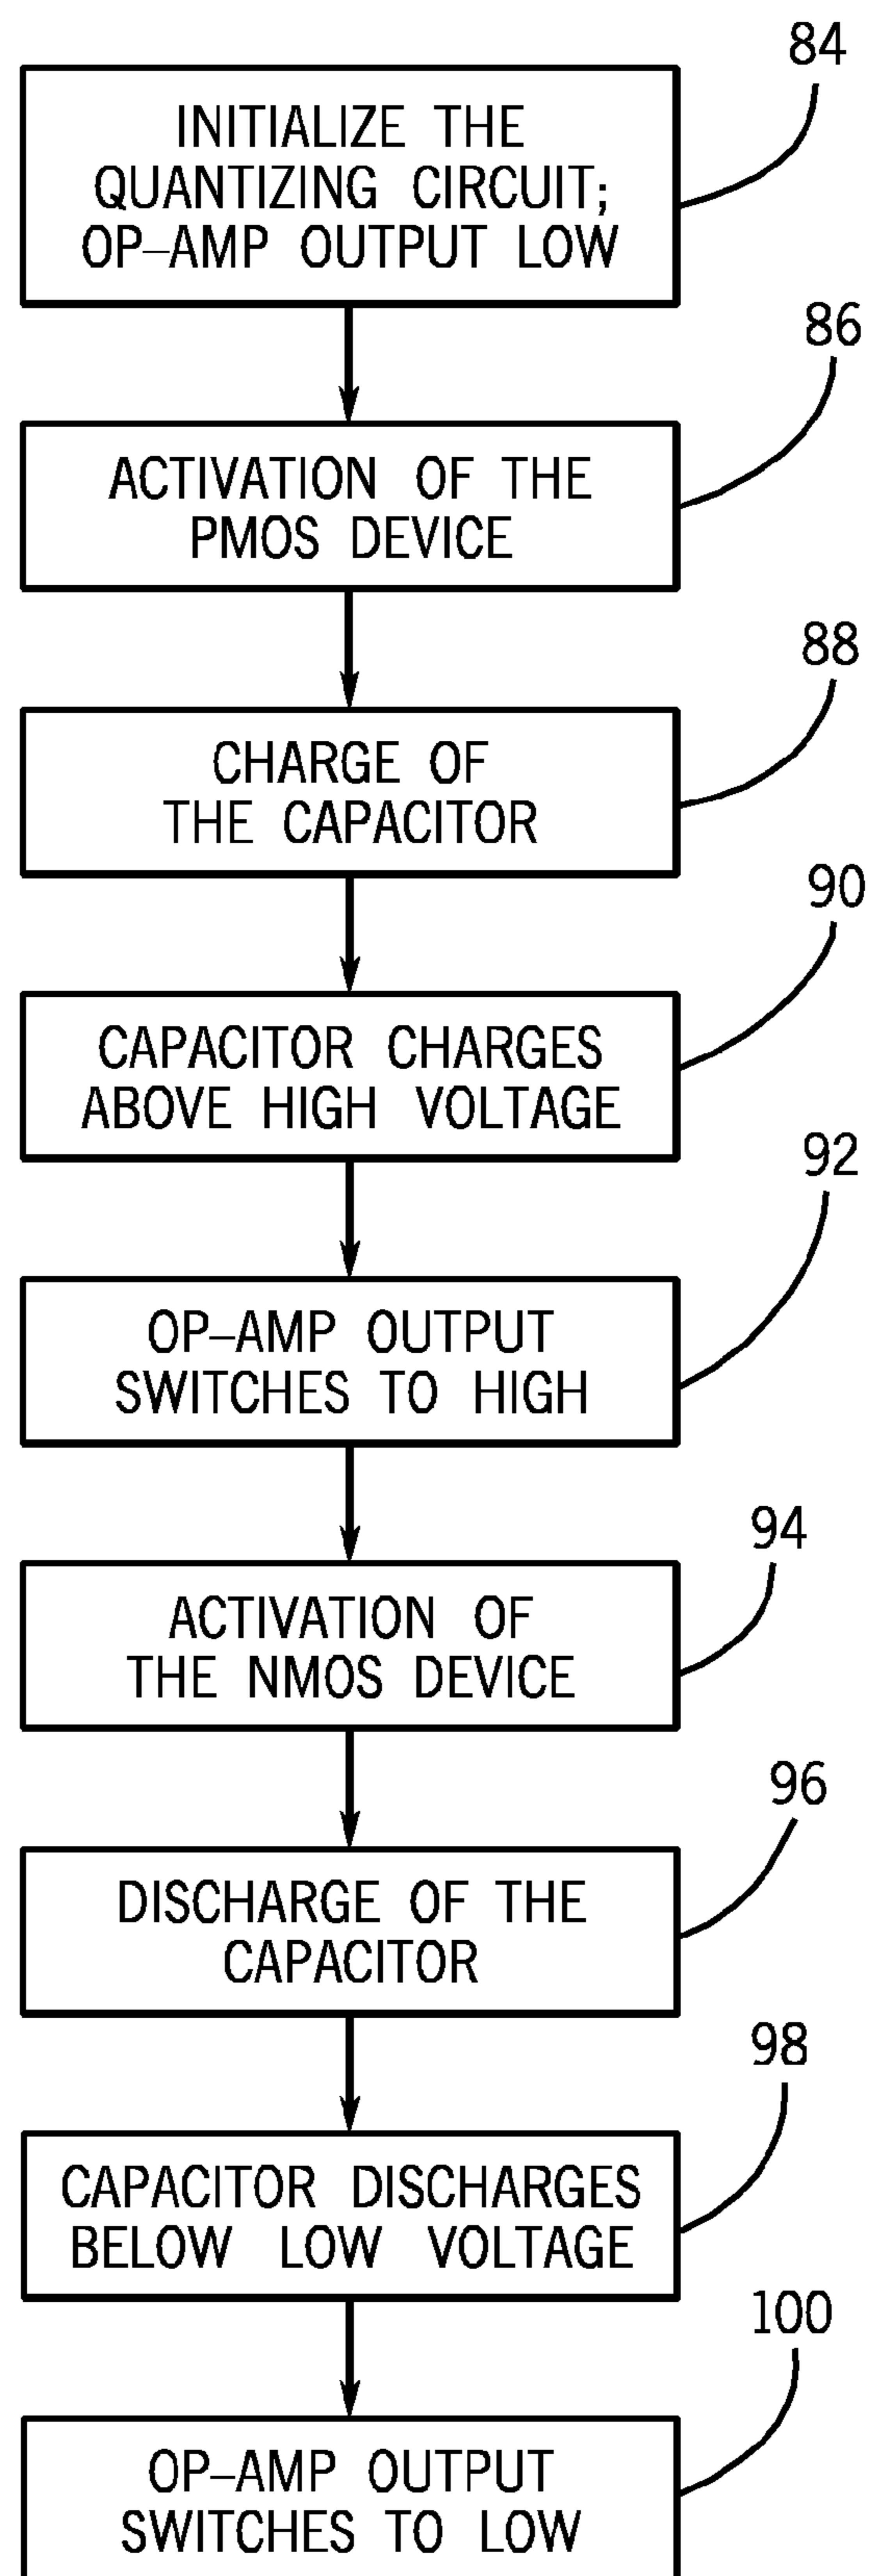 84
INITIALIZE THE
QUANTIZING CIRCUIT;
OP–AMP OUTPUT LOW
86
ACTIVATION OF THE
PMOS DEVICE
88
CHARGE OF
THE CAPACITOR
90
CAPACITOR CHARGES
ABOVE HIGH VOLTAGE
92
OP–AMP OUTPUT
SWITCHES TO HIGH
94
ACTIVATION OF
THE NMOS DEVICE
96
DISCHARGE OF THE
CAPACITOR
98
CAPACITOR DISCHARGES
BELOW LOW VOLTAGE
100
OP–AMP OUTPUT
SWITCHES TO LOW